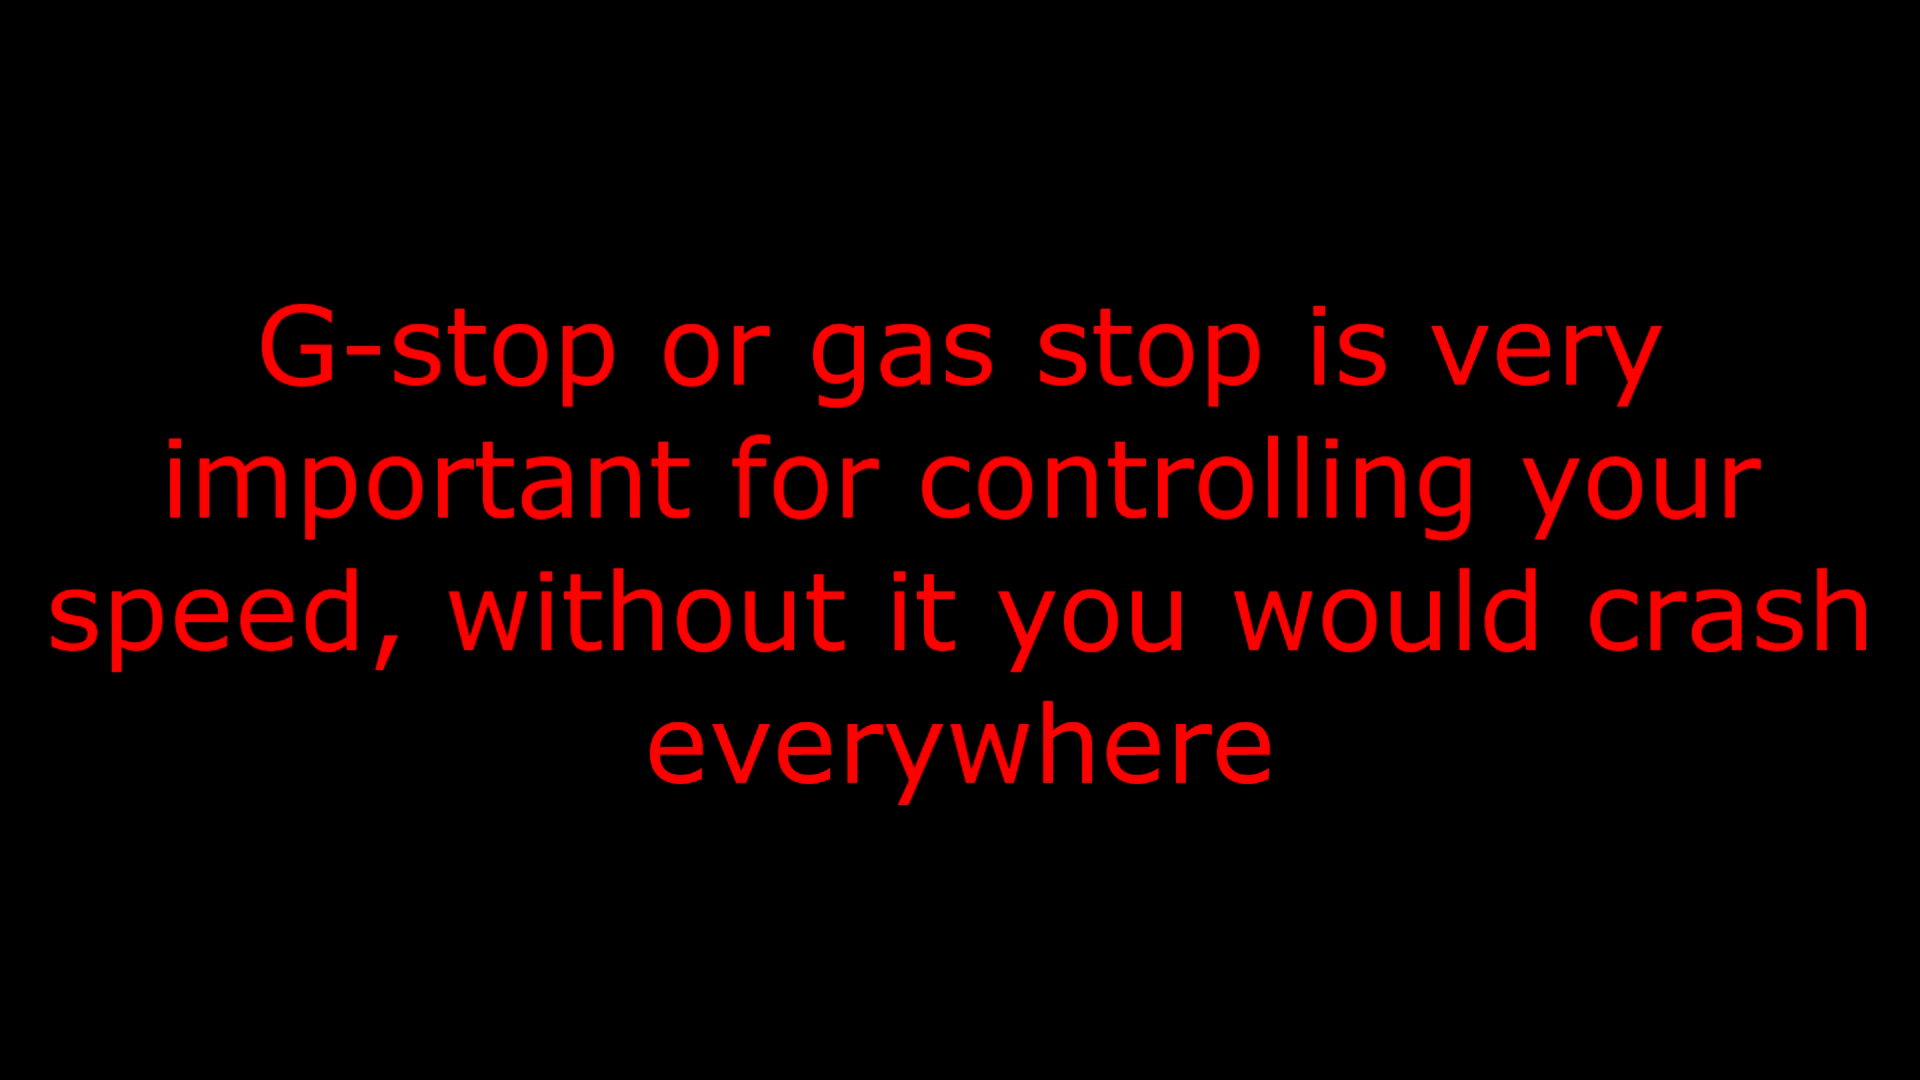 G-stop or gas stop is very
important for controlling your
speed, without it you would crash
everywhere